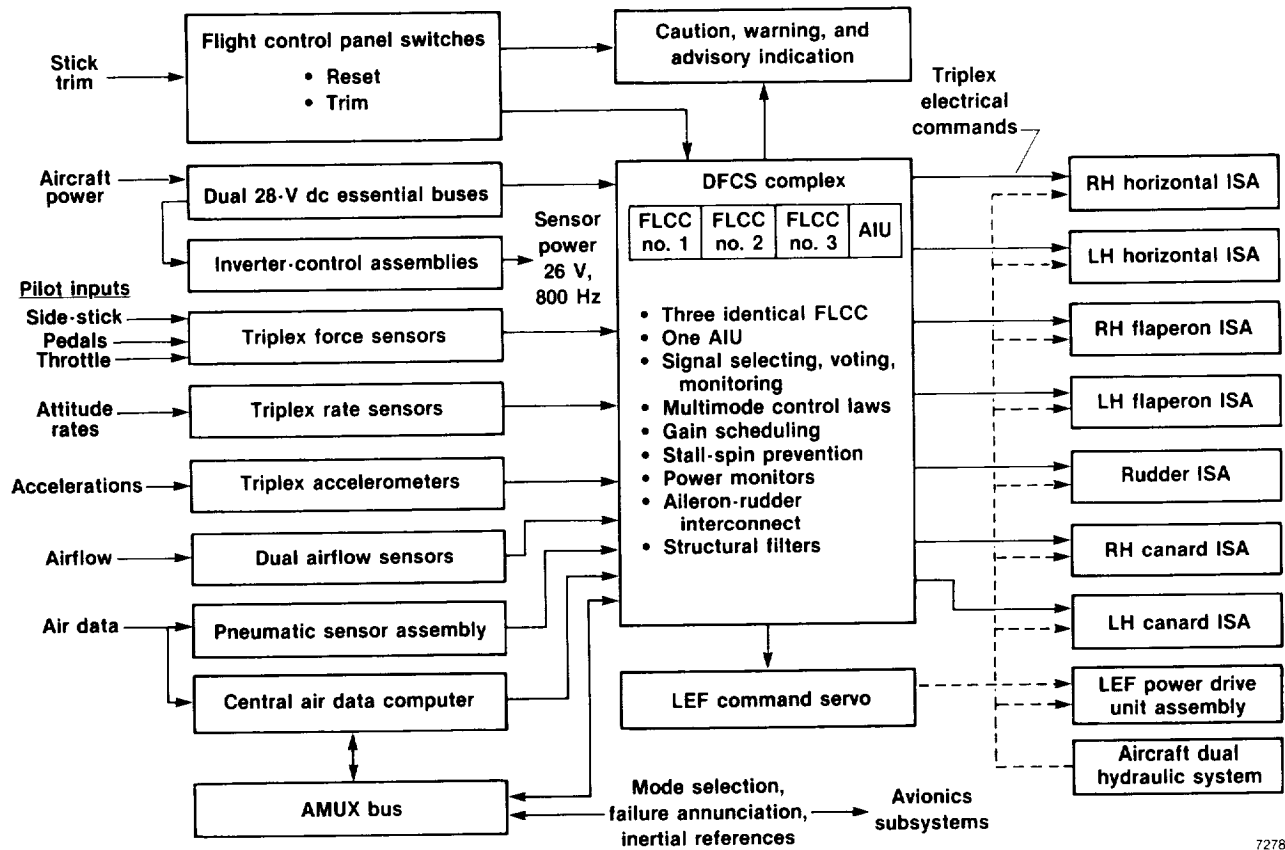 Stick
trim
Flight control panel switches
• Reset
• Trim
Caution, warning, and
advisory indication
Triplex
electrical
commands
Aircraft
power
Dual 28-V dc essential buses
Inverter-control assemblies
Sensor
power
26 V,
800 Hz
Pilot inputs
Side-stick
Pedals
Throttle
Triplex force sensors
Attitude
rates
Triplex rate sensors
Accelerations
Triplex accelerometers
Airflow
Dual airflow sensors
Air data
Pneumatic sensor assembly
Central air data computer
AMUX bus
DFCS complex
FLCC
no. 1
FLCC
no. 2
FLCC
no. 3
AIU
• Three identical FLCC
• One AIU
• Signal selecting, voting,
monitoring
• Multimode control laws
• Gain scheduling
• Stall-spin prevention
• Power monitors
• Aileron-rudder
interconnect
• Structural filters
LEF command servo
Mode selection,
failure annunciation,
inertial references
Avionics
subsystems
RH horizontal ISA
LH horizontal ISA
RH flaperon ISA
LH flaperon ISA
Rudder ISA
RH canard ISA
LH canard ISA
LEF power drive
unit assembly
Aircraft dual
hydraulic system
7278